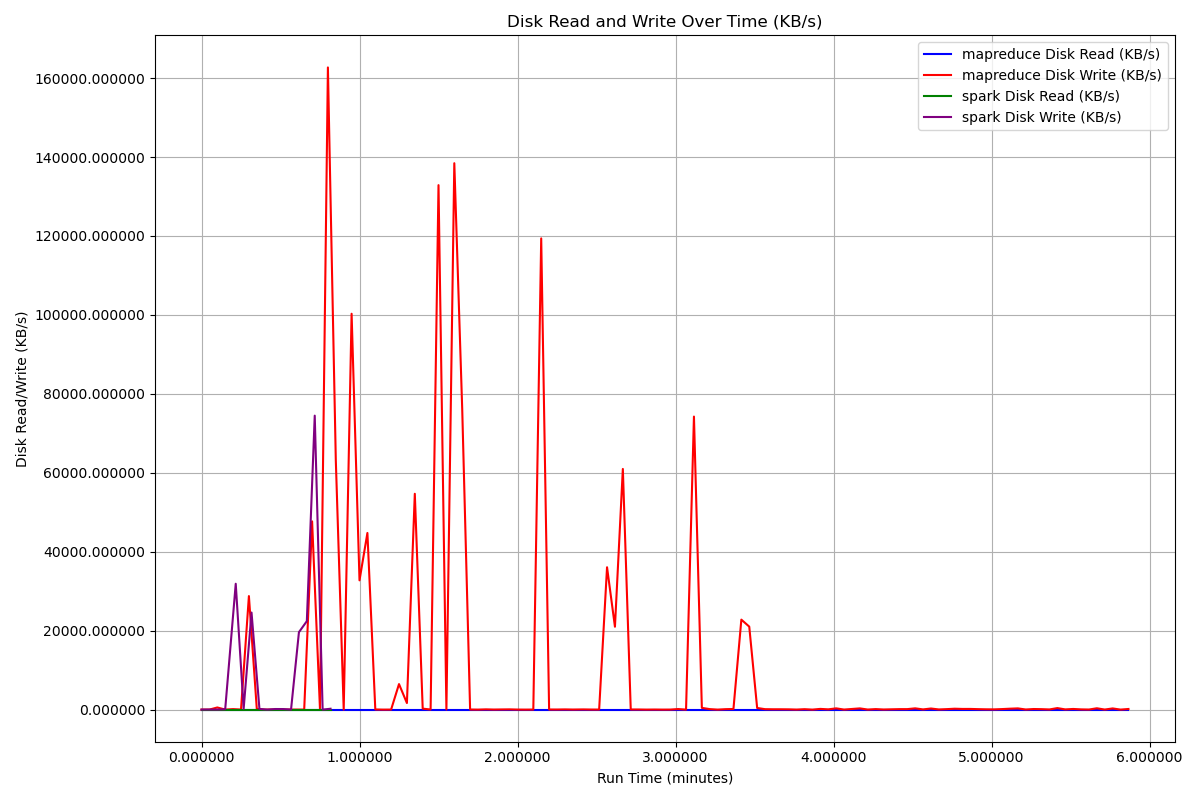 Disk Read and Write Over Time (KB/s)
mapreduce Disk Read (KB/s)
mapreduce Disk Write (KB/s)
spark Disk Read (KB/s)
spark Disk Write (KB/s)
Disk Read/Write (KB/s)
160000.000000
140000.000000
120000.000000
100000.000000
80000.000000
60000.000000
40000.000000
20000.000000
0.000000
0.000000 1.000000 2.000000 3.000000 4.000000 5.000000 6.000000
Run Time (minutes)